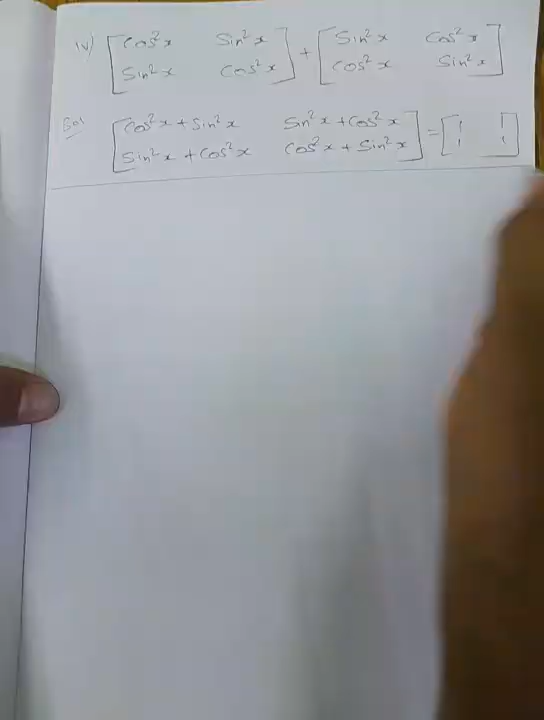 iv) [Cos²x Sin²x] + [Sin²x Cos²x]
[Sin²x Cos²x] [Cos²x Sin²x]
Sol [Cos²x + Sin²x Sin²x + Cos²x] = [1 1]
[Sin²x + Cos²x Cos²x + Sin²x] [1 1]